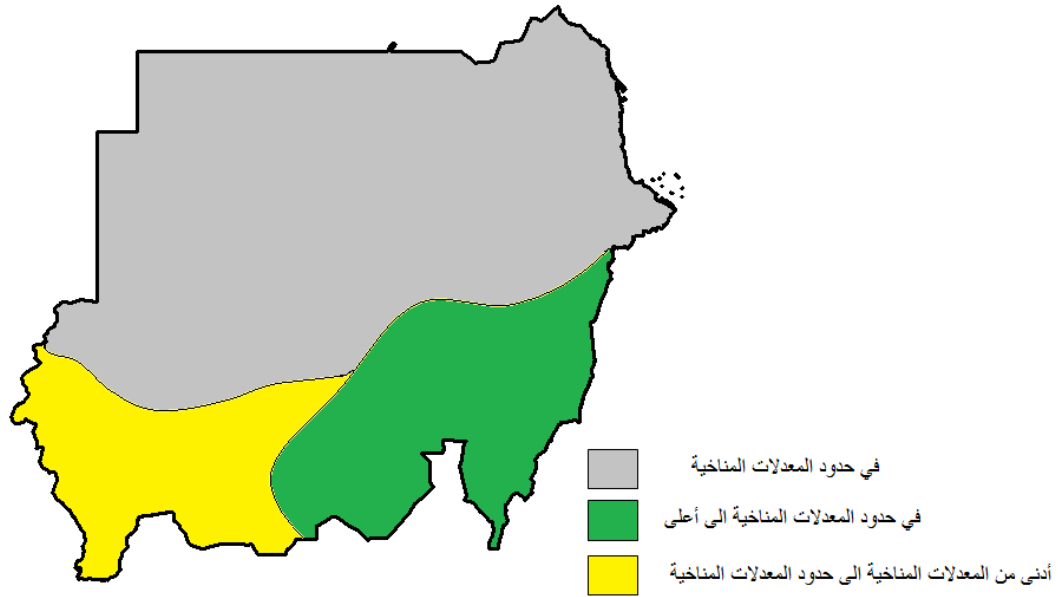 في حدود المعدلات المناخية
في حدود المعدلات المناخية الى أعلى
أدنى من المعدلات المناخية الى حدود المعدلات المناخية